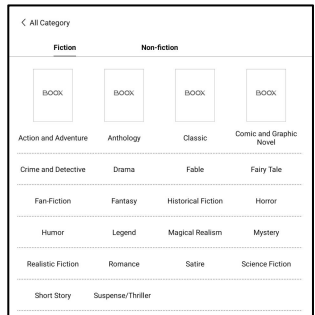 < All Category
Fiction Non-fiction
BOOX BOOX BOOX BOOX
Action and Adventure Anthology Classic Comic and Graphic
Novel
Crime and Detective Drama Fable Fairy Tale
Fan-Fiction Fantasy Historical Fiction Horror
Humor Legend Magical Realism Mystery
Realistic Fiction Romance Satire Science Fiction
Short Story Suspense/Thriller